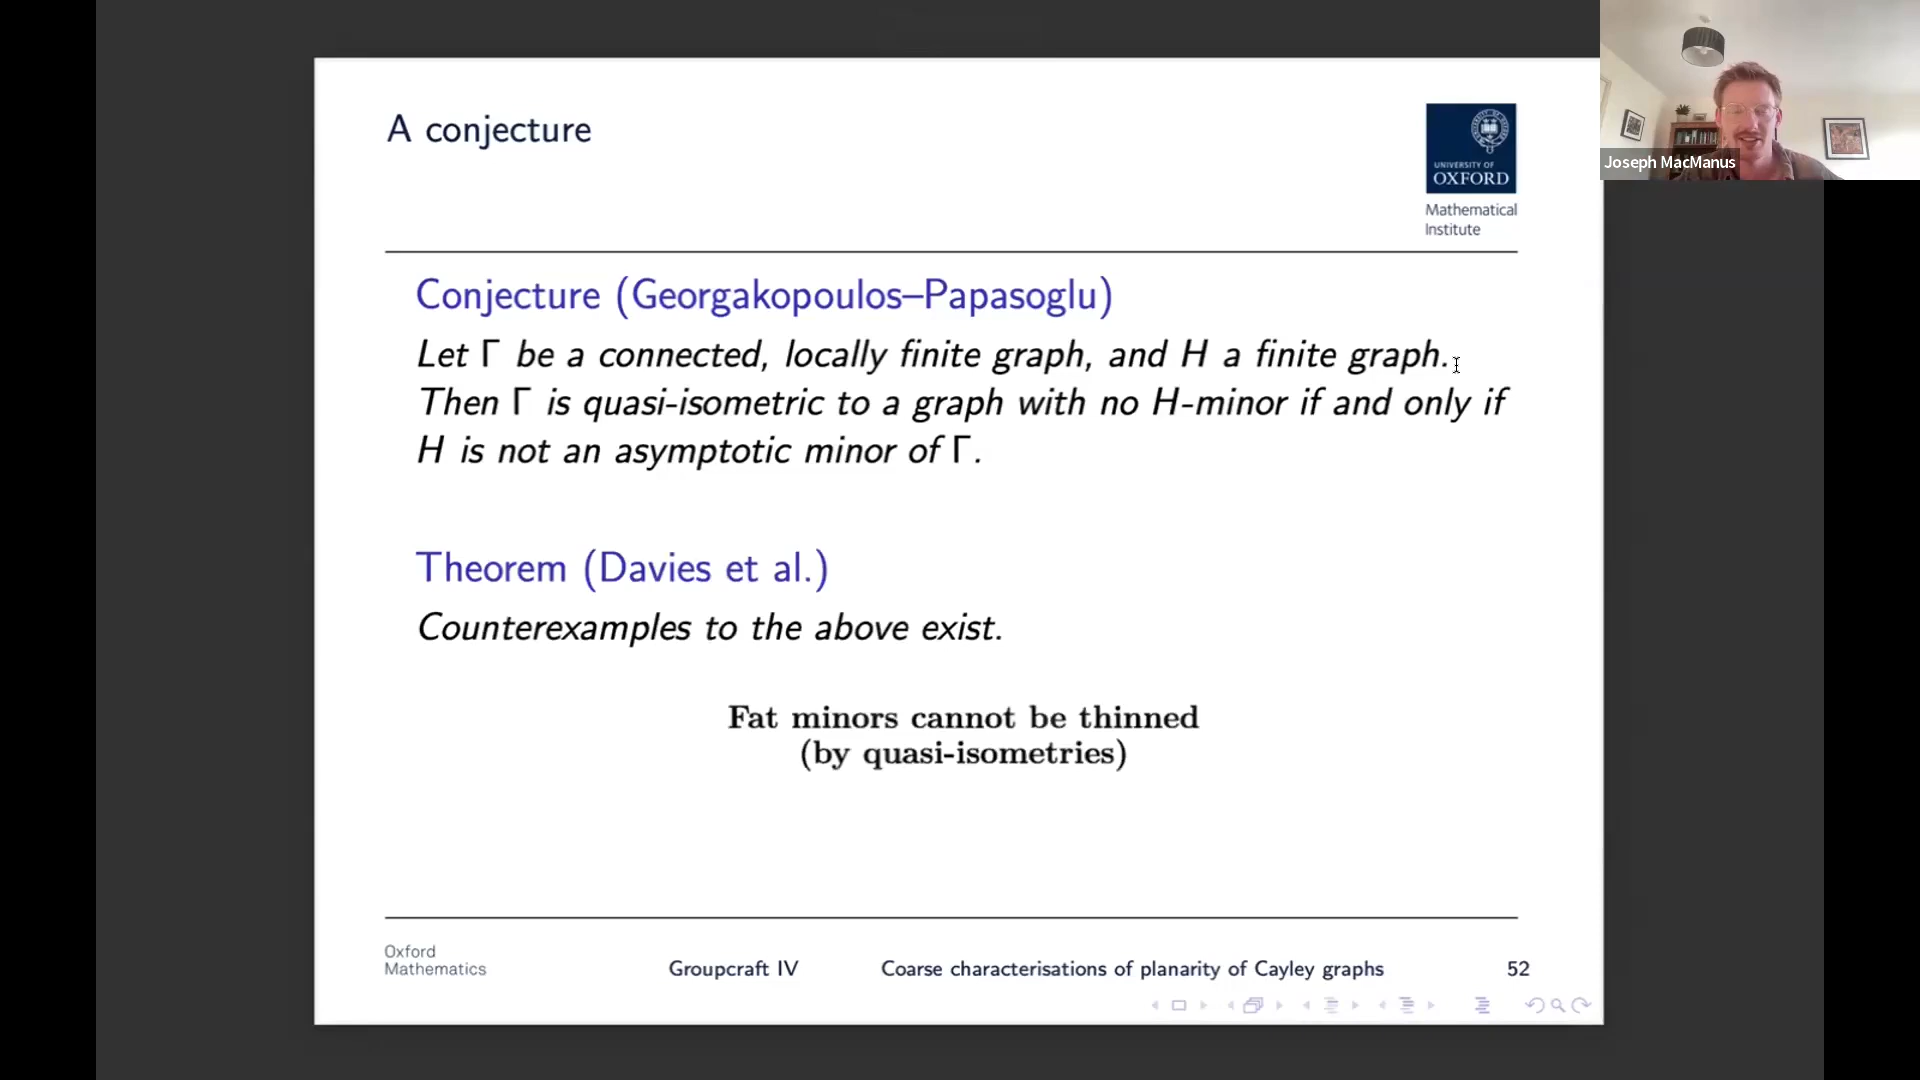 A conjecture
UNIVERSITY OF
OXFORD
Mathematical
Institute
Joseph MacManus
Conjecture (Georgakopoulos–Papasoglu)
Let Γ be a connected, locally finite graph, and H a finite graph.
Then Γ is quasi-isometric to a graph with no H-minor if and only if
H is not an asymptotic minor of Γ.
Theorem (Davies et al.)
Counterexamples to the above exist.
Fat minors cannot be thinned
(by quasi-isometries)
Oxford
Mathematics
Groupcraft IV
Coarse characterisations of planarity of Cayley graphs
52